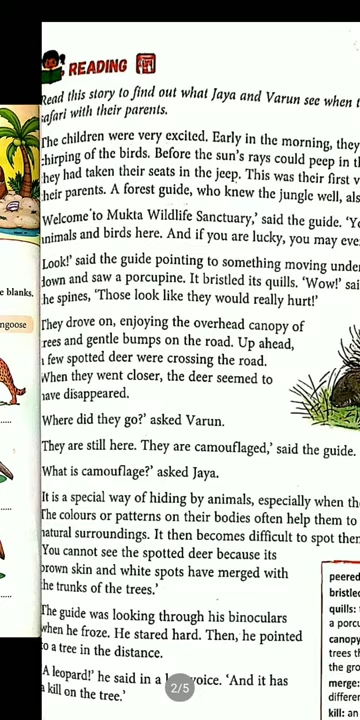 READING
Read this story to find out what Jaya and Varun see when
safari with their parents.
The children were very excited. Early in the morning, they
chirping of the birds. Before the sun's rays could peep in
they had taken their seats in the jeep. This was their first
their parents. A forest guide, who knew the jungle well,
'Welcome to Mukta Wildlife Sanctuary,' said the guide.
animals and birds here. And if you are lucky, you may
'Look!' said the guide pointing to something moving
down and saw a porcupine. It bristled its quills. 'Wow!'
the spines, 'Those look like they would really hurt!'
They drove on, enjoying the overhead canopy of
trees and gentle bumps on the road. Up ahead,
a few spotted deer were crossing the road.
When they went closer, the deer seemed to
have disappeared.
'Where did they go?' asked Varun.
'They are still here. They are camouflaged,' said the guide.
'What is camouflage?' asked Jaya.
'It is a special way of hiding by animals, especially when
The colours or patterns on their bodies often help them to
natural surroundings. It then becomes difficult to spot
'You cannot see the spotted deer because its
brown skin and white spots have merged with
the trunks of the trees.'
The guide was looking through his binoculars
when he froze. He stared hard. Then, he pointed
to a tree in the distance.
'A leopard!' he said in a voice. 'And it has
a kill on the tree.'
e blanks.
ngoose
peered
bristled
quills:
a porcu
canopy
trees th
the gro
merge:
differen
kill: an
2/5